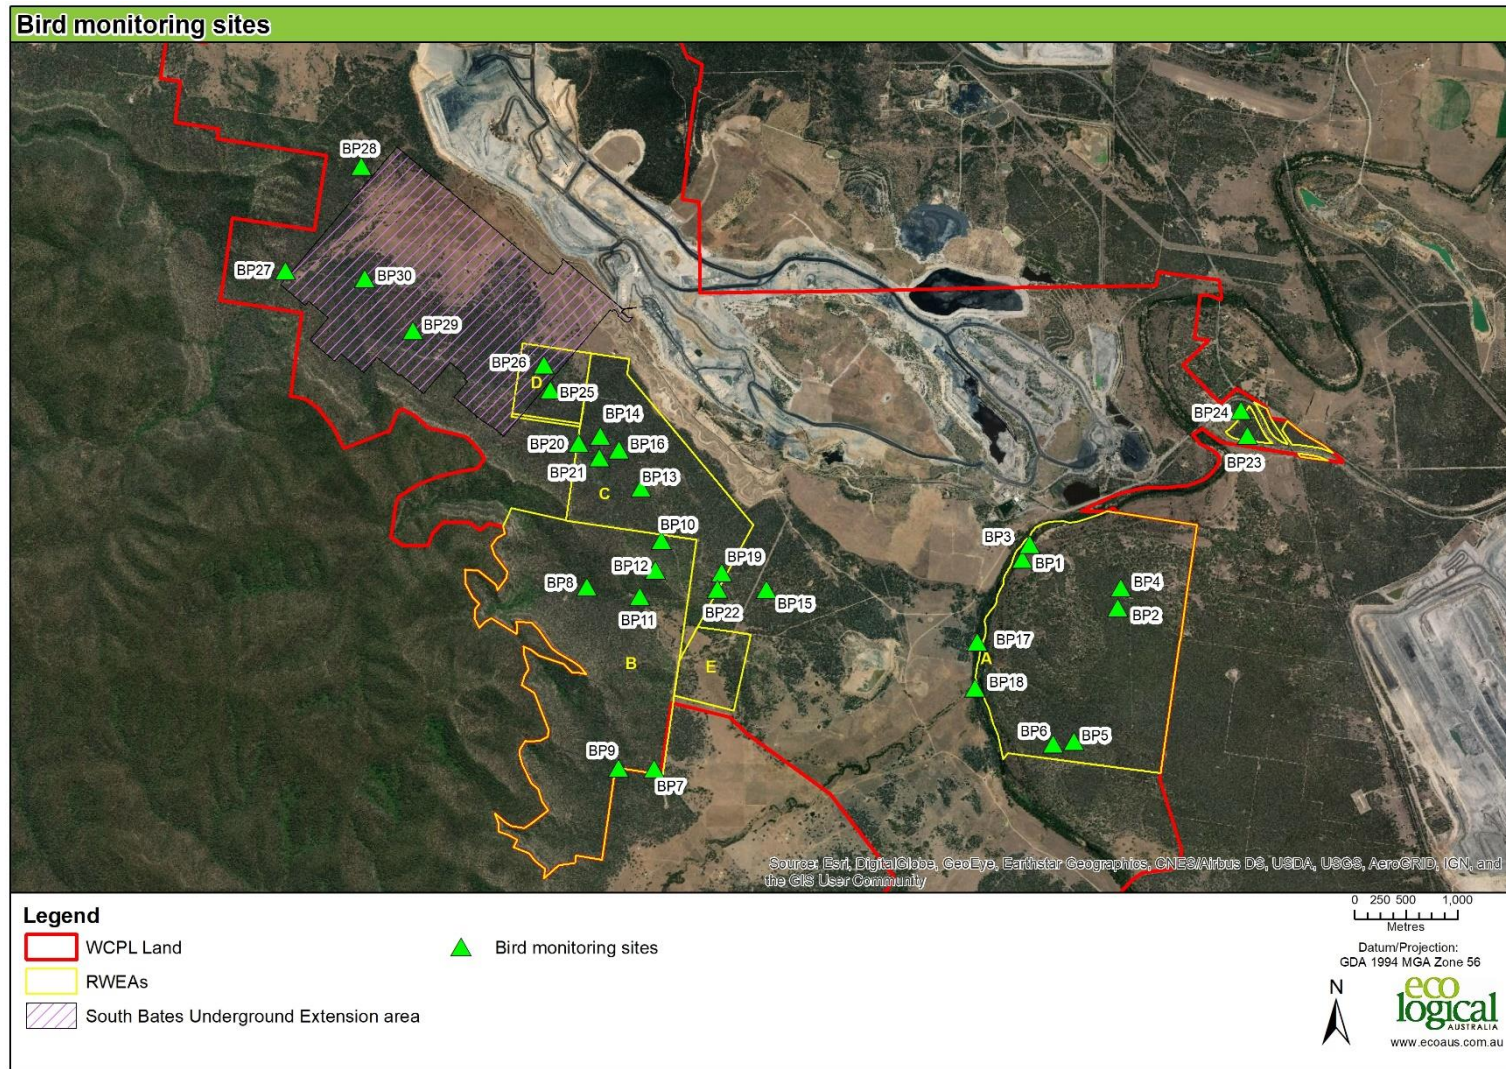 Bird monitoring sites
BP28
BP27
BP30
BP29
BP26
D
BP25
BP24
BP14
BP20
BP16
BP23
BP21
C
BP13
BP10
BP3
BP1
BP12
BP19
BP8
BP4
BP22
BP15
BP11
BP2
BP17
B
E
A
BP18
BP6
BP5
BP9
BP7
Source: Esri, DigitalGlobe, GeoEye, Earthstar Geographics, CNES/Airbus DS, USDA, USGS, AeroGRID, IGN, and
the GIS User Community
Legend
WCPL Land
RWEAs
South Bates Underground Extension area
Bird monitoring sites
0 250 500 1,000
Metres
Datum/Projection:
GDA 1994 MGA Zone 56
N
eco
logical
AUSTRALIA
www.ecoaus.com.au